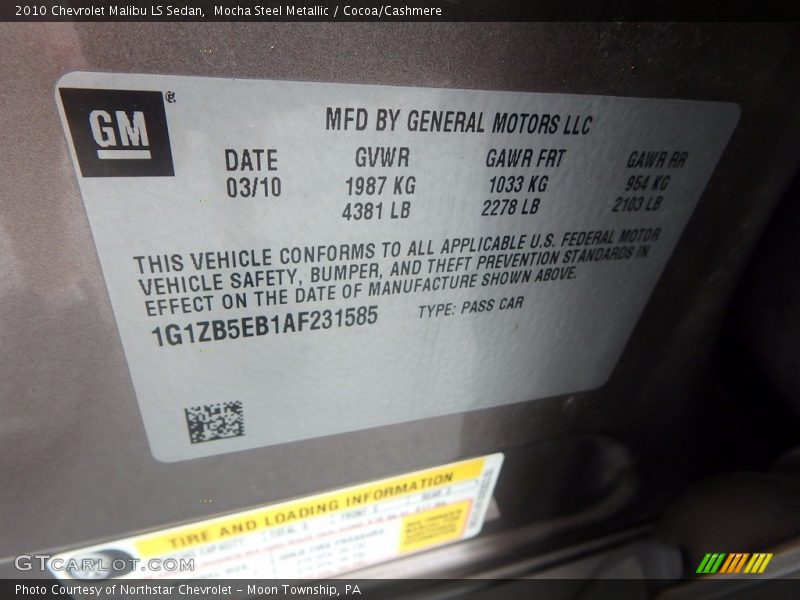 2010 Chevrolet Malibu LS Sedan, Mocha Steel Metallic / Cocoa/Cashmere
GM ®
MFD BY GENERAL MOTORS LLC
DATE GVWR GAWR FRT GAWR RR
03/10 1987 KG 1033 KG 954 KG
4381 LB 2278 LB 2103 LB
THIS VEHICLE CONFORMS TO ALL APPLICABLE U.S. FEDERAL MOTOR
VEHICLE SAFETY, BUMPER, AND THEFT PREVENTION STANDARDS IN
EFFECT ON THE DATE OF MANUFACTURE SHOWN ABOVE.
1G1ZB5EB1AF231585 TYPE: PASS CAR
TIRE AND LOADING INFORMATION
GTCarLot.com
Photo Courtesy of Northstar Chevrolet - Moon Township, PA